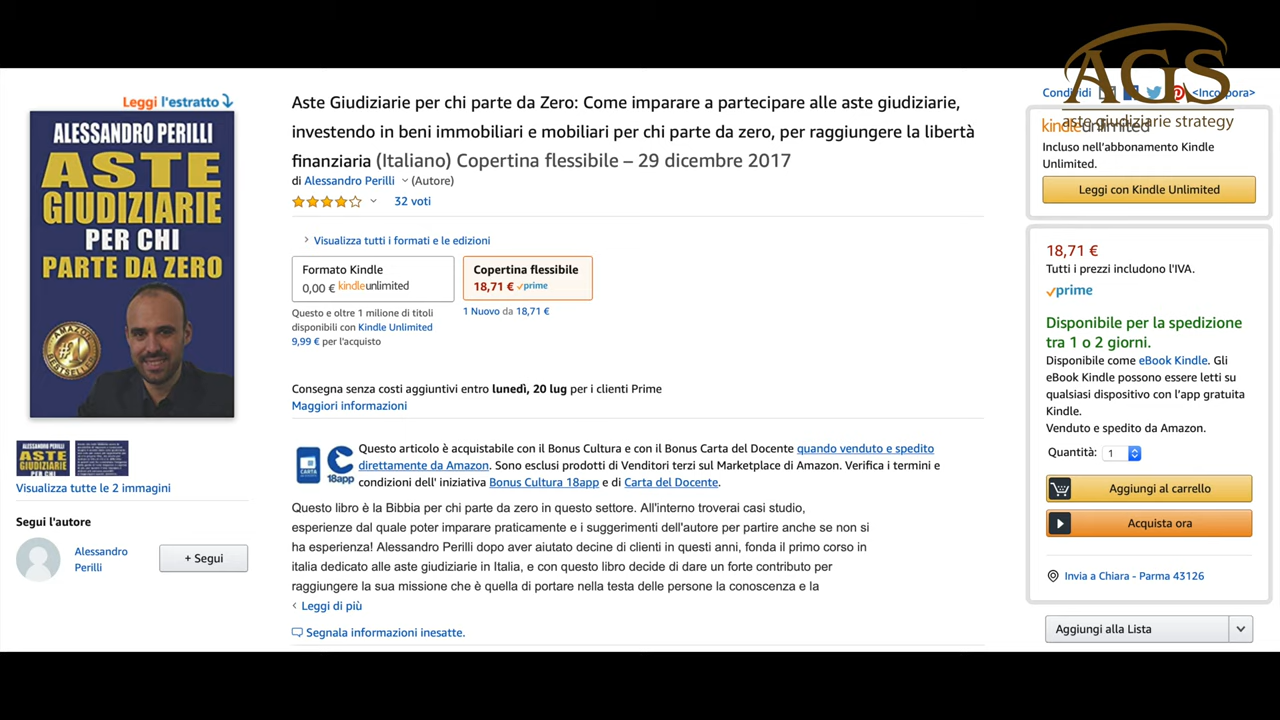 AGS
aste giudiziarie strategy
Leggi l'estratto
ALESSANDRO PERILLI
ASTE
GIUDIZIARIE
PER CHI
PARTE DA ZERO
AMAZON
#1
BESTSELLER
ALESSANDRO PERILLI
ASTE
GIUDIZIARIE
PER CHI
PARTE DA ZERO
Visualizza tutte le 2 immagini
Segui l'autore
Alessandro
Perilli
+ Segui
Aste Giudiziarie per chi parte da Zero: Come imparare a partecipare alle aste giudiziarie,
investendo in beni immobiliari e mobiliari per chi parte da zero, per raggiungere la libertà
finanziaria (Italiano) Copertina flessibile – 29 dicembre 2017
di Alessandro Perilli (Autore)
32 voti
Visualizza tutti i formati e le edizioni
Formato Kindle
0,00 € kindleunlimited
Questo e oltre 1 milione di titoli
disponibili con Kindle Unlimited
9,99 € per l'acquisto
Copertina flessibile
18,71 € prime
1 Nuovo da 18,71 €
Consegna senza costi aggiuntivi entro lunedì, 20 lug per i clienti Prime
Maggiori informazioni
CARTA
18app
Questo articolo è acquistabile con il Bonus Cultura e con il Bonus Carta del Docente quando venduto e spedito
direttamente da Amazon. Sono esclusi prodotti di Venditori terzi sul Marketplace di Amazon. Verifica i termini e
condizioni dell' iniziativa Bonus Cultura 18app e di Carta del Docente.
Questo libro è la Bibbia per chi parte da zero in questo settore. All'interno troverai casi studio,
esperienze dal quale poter imparare praticamente e i suggerimenti dell'autore per partire anche se non si
ha esperienza! Alessandro Perilli dopo aver aiutato decine di clienti in questi anni, fonda il primo corso in
italia dedicato alle aste giudiziarie in Italia, e con questo libro decide di dare un forte contributo per
raggiungere la sua missione che è quella di portare nella testa delle persone la conoscenza e la
Leggi di più
Segnala informazioni inesatte.
Condividi <Incorpora>
kindleunlimited
Incluso nell'abbonamento Kindle
Unlimited.
Leggi con Kindle Unlimited
18,71 €
Tutti i prezzi includono l'IVA.
prime
Disponibile per la spedizione
tra 1 o 2 giorni.
Disponibile come eBook Kindle. Gli
eBook Kindle possono essere letti su
qualsiasi dispositivo con l'app gratuita
Kindle.
Venduto e spedito da Amazon.
Quantità: 1
Aggiungi al carrello
Acquista ora
Invia a Chiara - Parma 43126
Aggiungi alla Lista